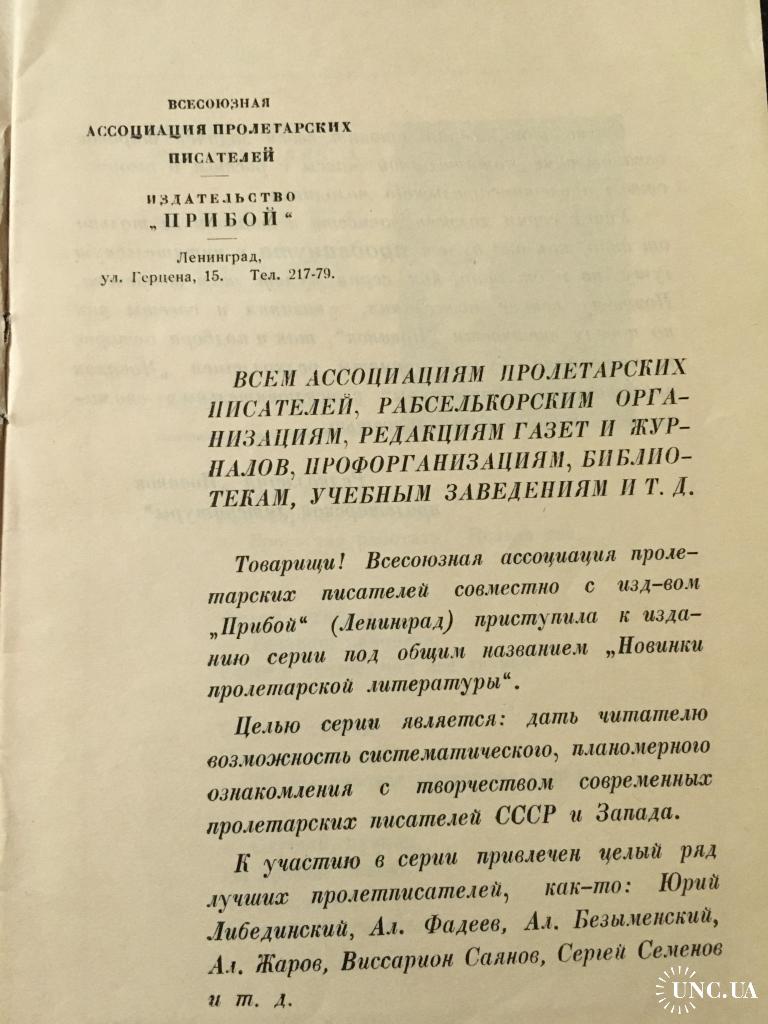 ВСЕСОЮЗНАЯ
АССОЦИАЦИЯ ПРОЛЕТАРСКИХ
ПИСАТЕЛЕЙ
ИЗДАТЕЛЬСТВО
„ПРИБОЙ“
Ленинград,
ул. Герцена, 15. Тел. 217-79.
ВСЕМ АССОЦИАЦИЯМ ПРОЛЕТАРСКИХ
ПИСАТЕЛЕЙ, РАБСЕЛЬКОРСКИМ ОРГА-
НИЗАЦИЯМ, РЕДАКЦИЯМ ГАЗЕТ И ЖУР-
НАЛОВ, ПРОФОРГАНИЗАЦИЯМ, БИБЛИО-
ТЕКАМ, УЧЕБНЫМ ЗАВЕДЕНИЯМ И Т. Д.
Товарищи! Всесоюзная ассоциация проле-
тарских писателей совместно с изд-вом
„Прибой“ (Ленинград) приступила к изда-
нию серии под общим названием „Новинки
пролетарской литературы“.
Целью серии является: дать читателю
возможность систематического, планомерного
ознакомления с творчеством современных
пролетарских писателей СССР и Запада.
К участию в серии привлечен целый ряд
лучших пролетписателей, как-то: Юрий
Либединский, Ал. Фадеев, Ал. Безыменский,
Ал. Жаров, Виссарион Саянов, Сергей Семенов
и т. д.
UNC.UA